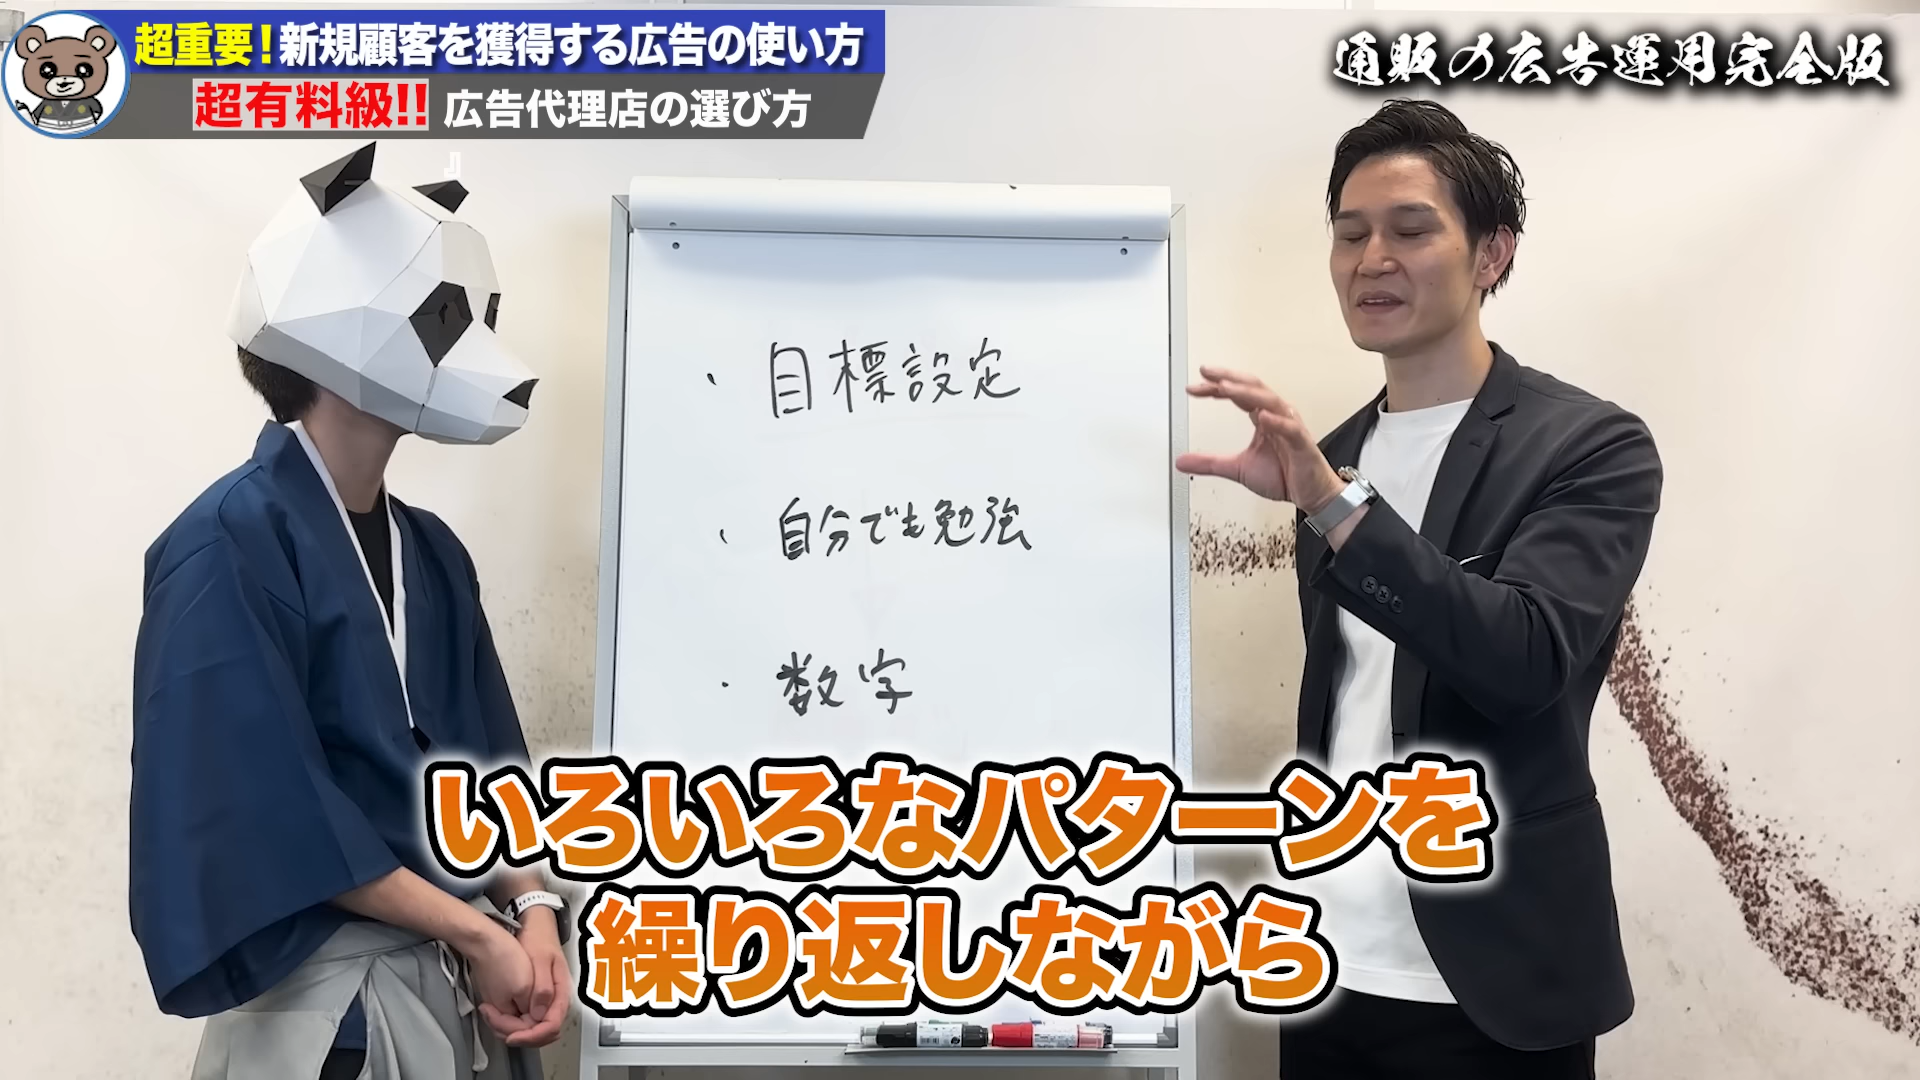 超重要!新規顧客を獲得する広告の使い方
超有料級!!広告代理店の選び方
通販の広告運用完全版
』
・目標設定
・自分でも勉強
・数字
いろいろなパターンを
繰り返しながら